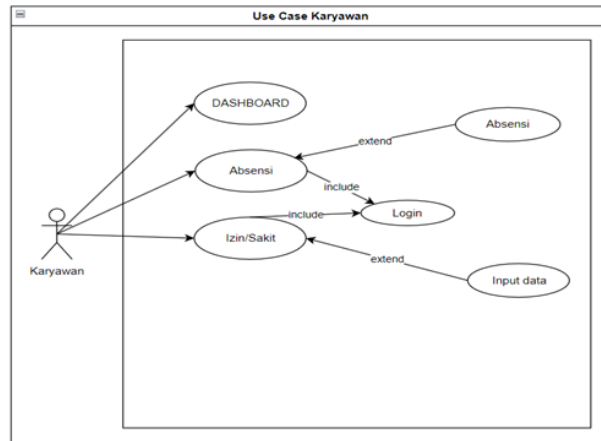 Use Case Karyawan
DASHBOARD
Absensi
extend
Absensi
include
Login
include
Izin/Sakit
extend
Karyawan
Input data